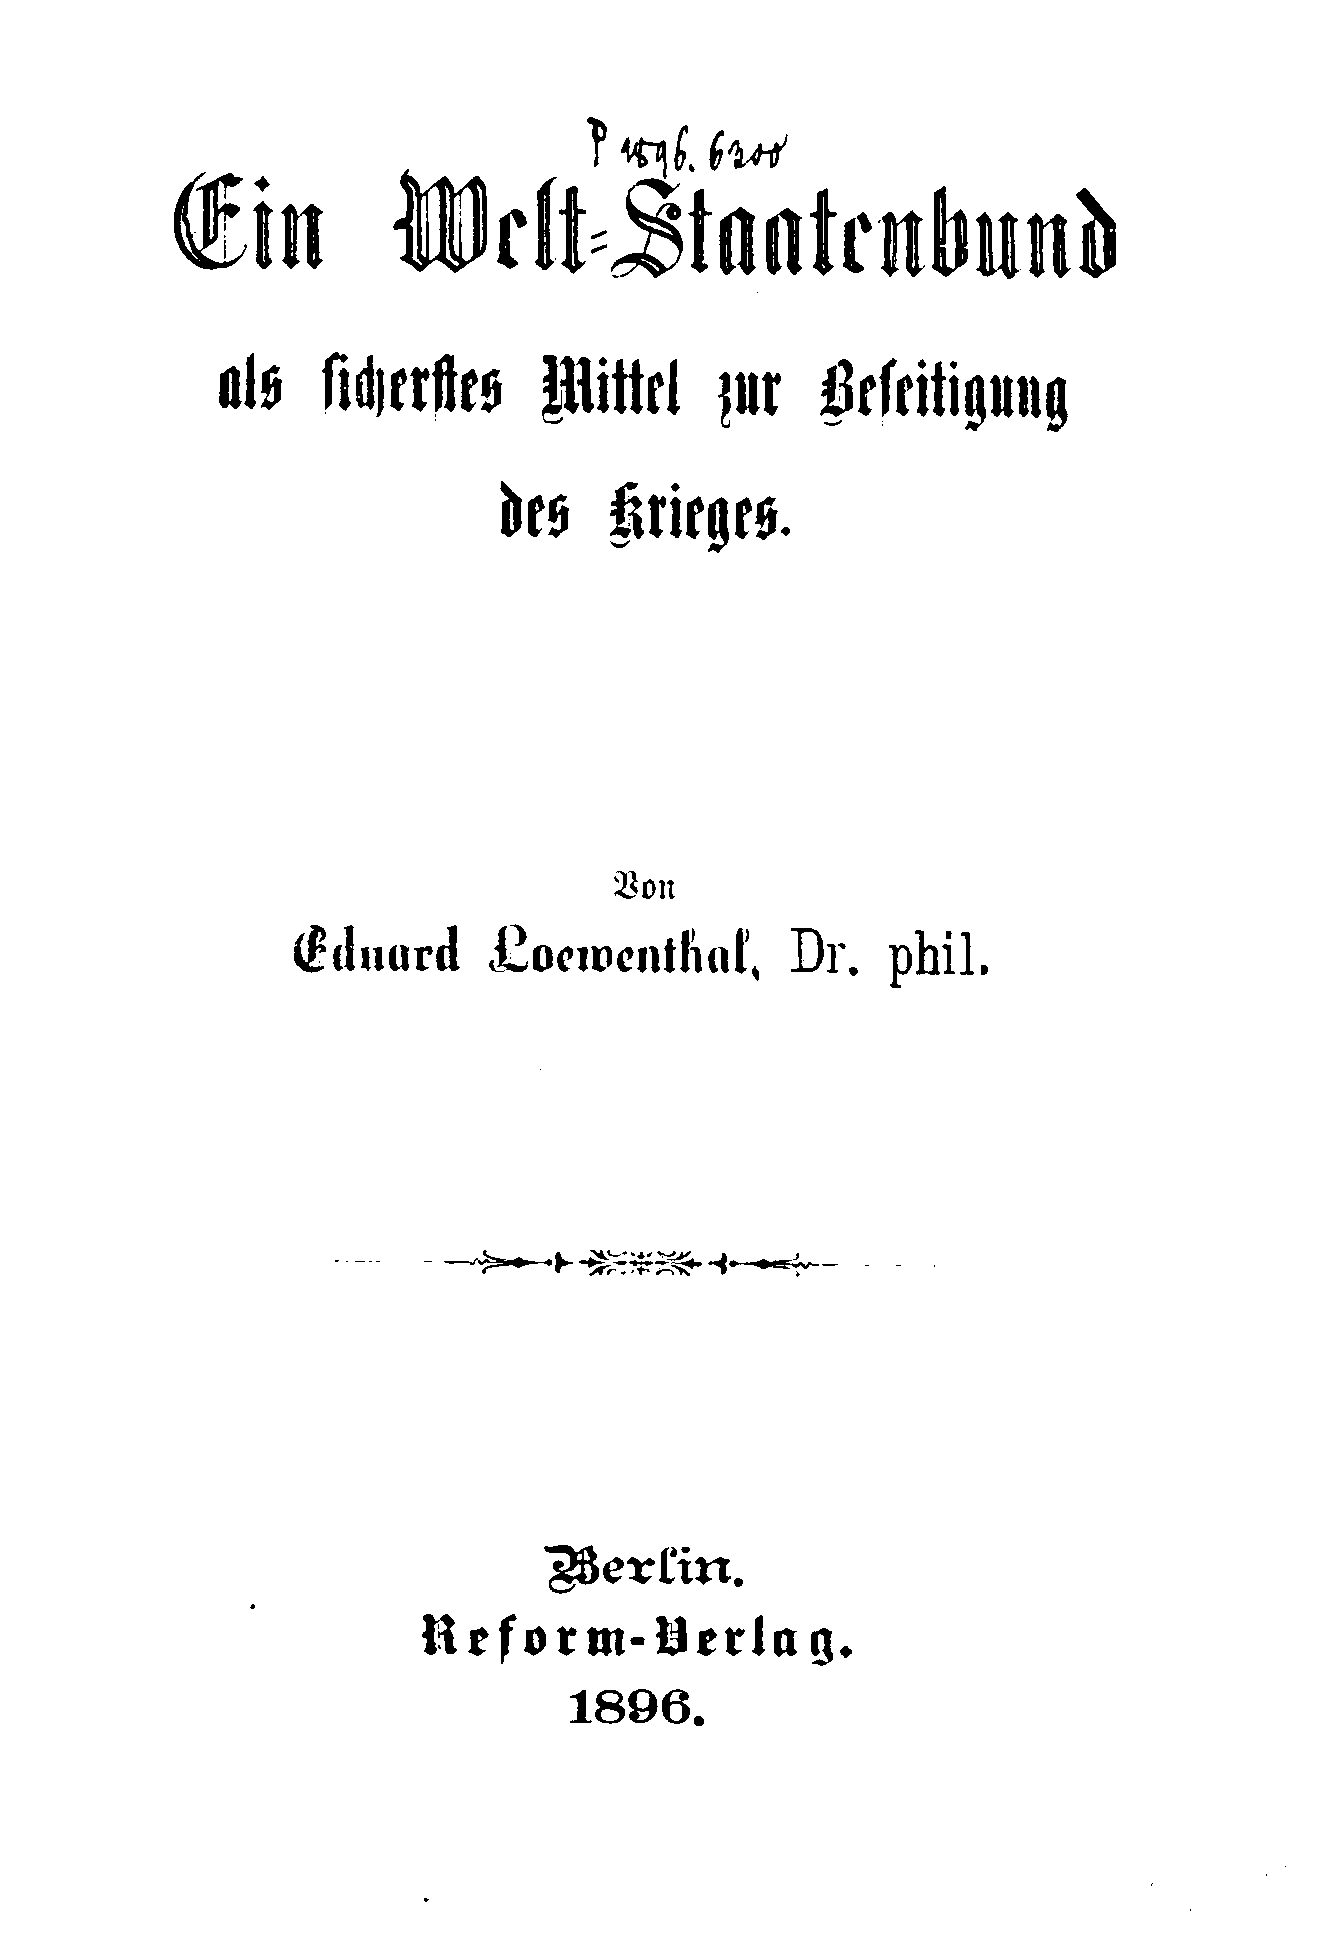 P 1896. 6300
Ein Welt-Staatenbund
als sicherstes Mittel zur Beseitigung
des Krieges.
Von
Eduard Loewenthal, Dr. phil.
Berlin.
Reform-Verlag.
1896.